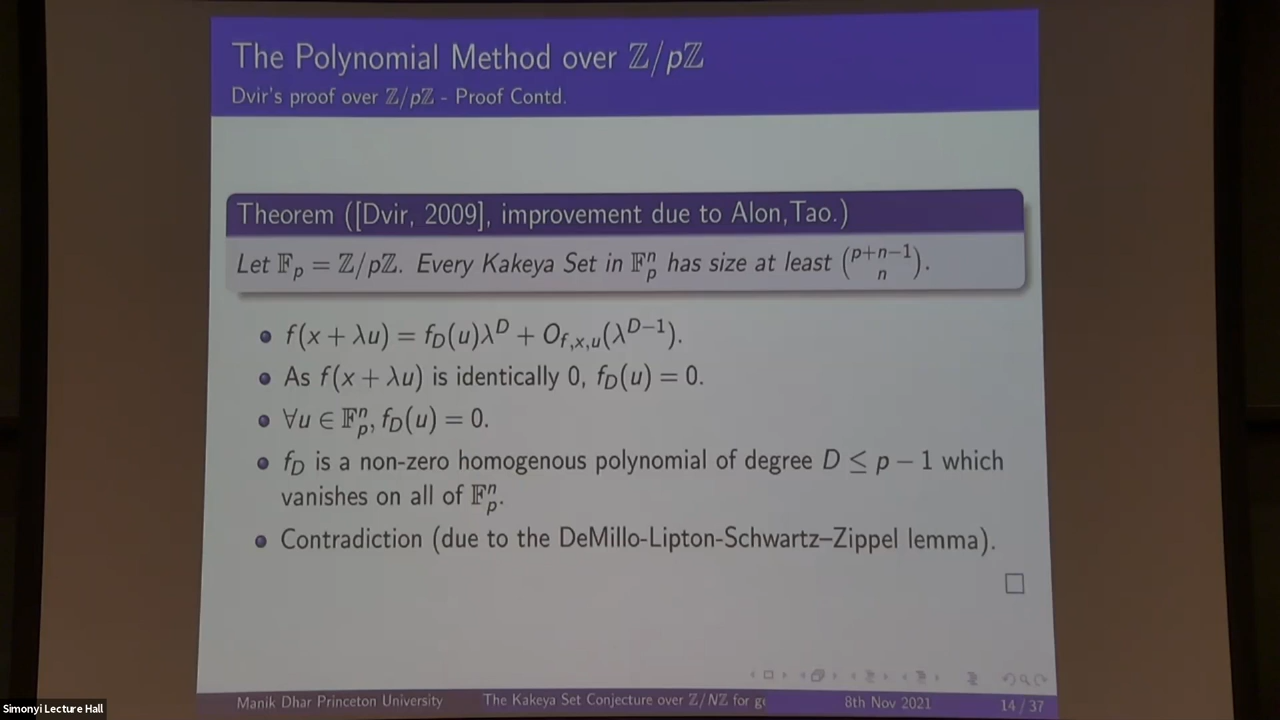 The Polynomial Method over ℤ/pℤ
Dvir's proof over ℤ/pℤ - Proof Contd.
Theorem ([Dvir, 2009], improvement due to Alon,Tao.)
Let 𝔽_p = ℤ/pℤ. Every Kakeya Set in 𝔽_p^n has size at least \binom{p+n−1}{n}.
f(x + λu) = f_D(u)λ^D + O_{f,x,u}(λ^{D−1}).
As f(x + λu) is identically 0, f_D(u) = 0.
∀u ∈ 𝔽_p^n, f_D(u) = 0.
f_D is a non-zero homogenous polynomial of degree D ≤ p − 1 which
vanishes on all of 𝔽_p^n.
Contradiction (due to the DeMillo-Lipton-Schwartz–Zippel lemma).
Manik Dhar Princeton University The Kakeya Set Conjecture over ℤ/Nℤ for ge 8th Nov 2021 14 / 37
Simonyi Lecture Hall